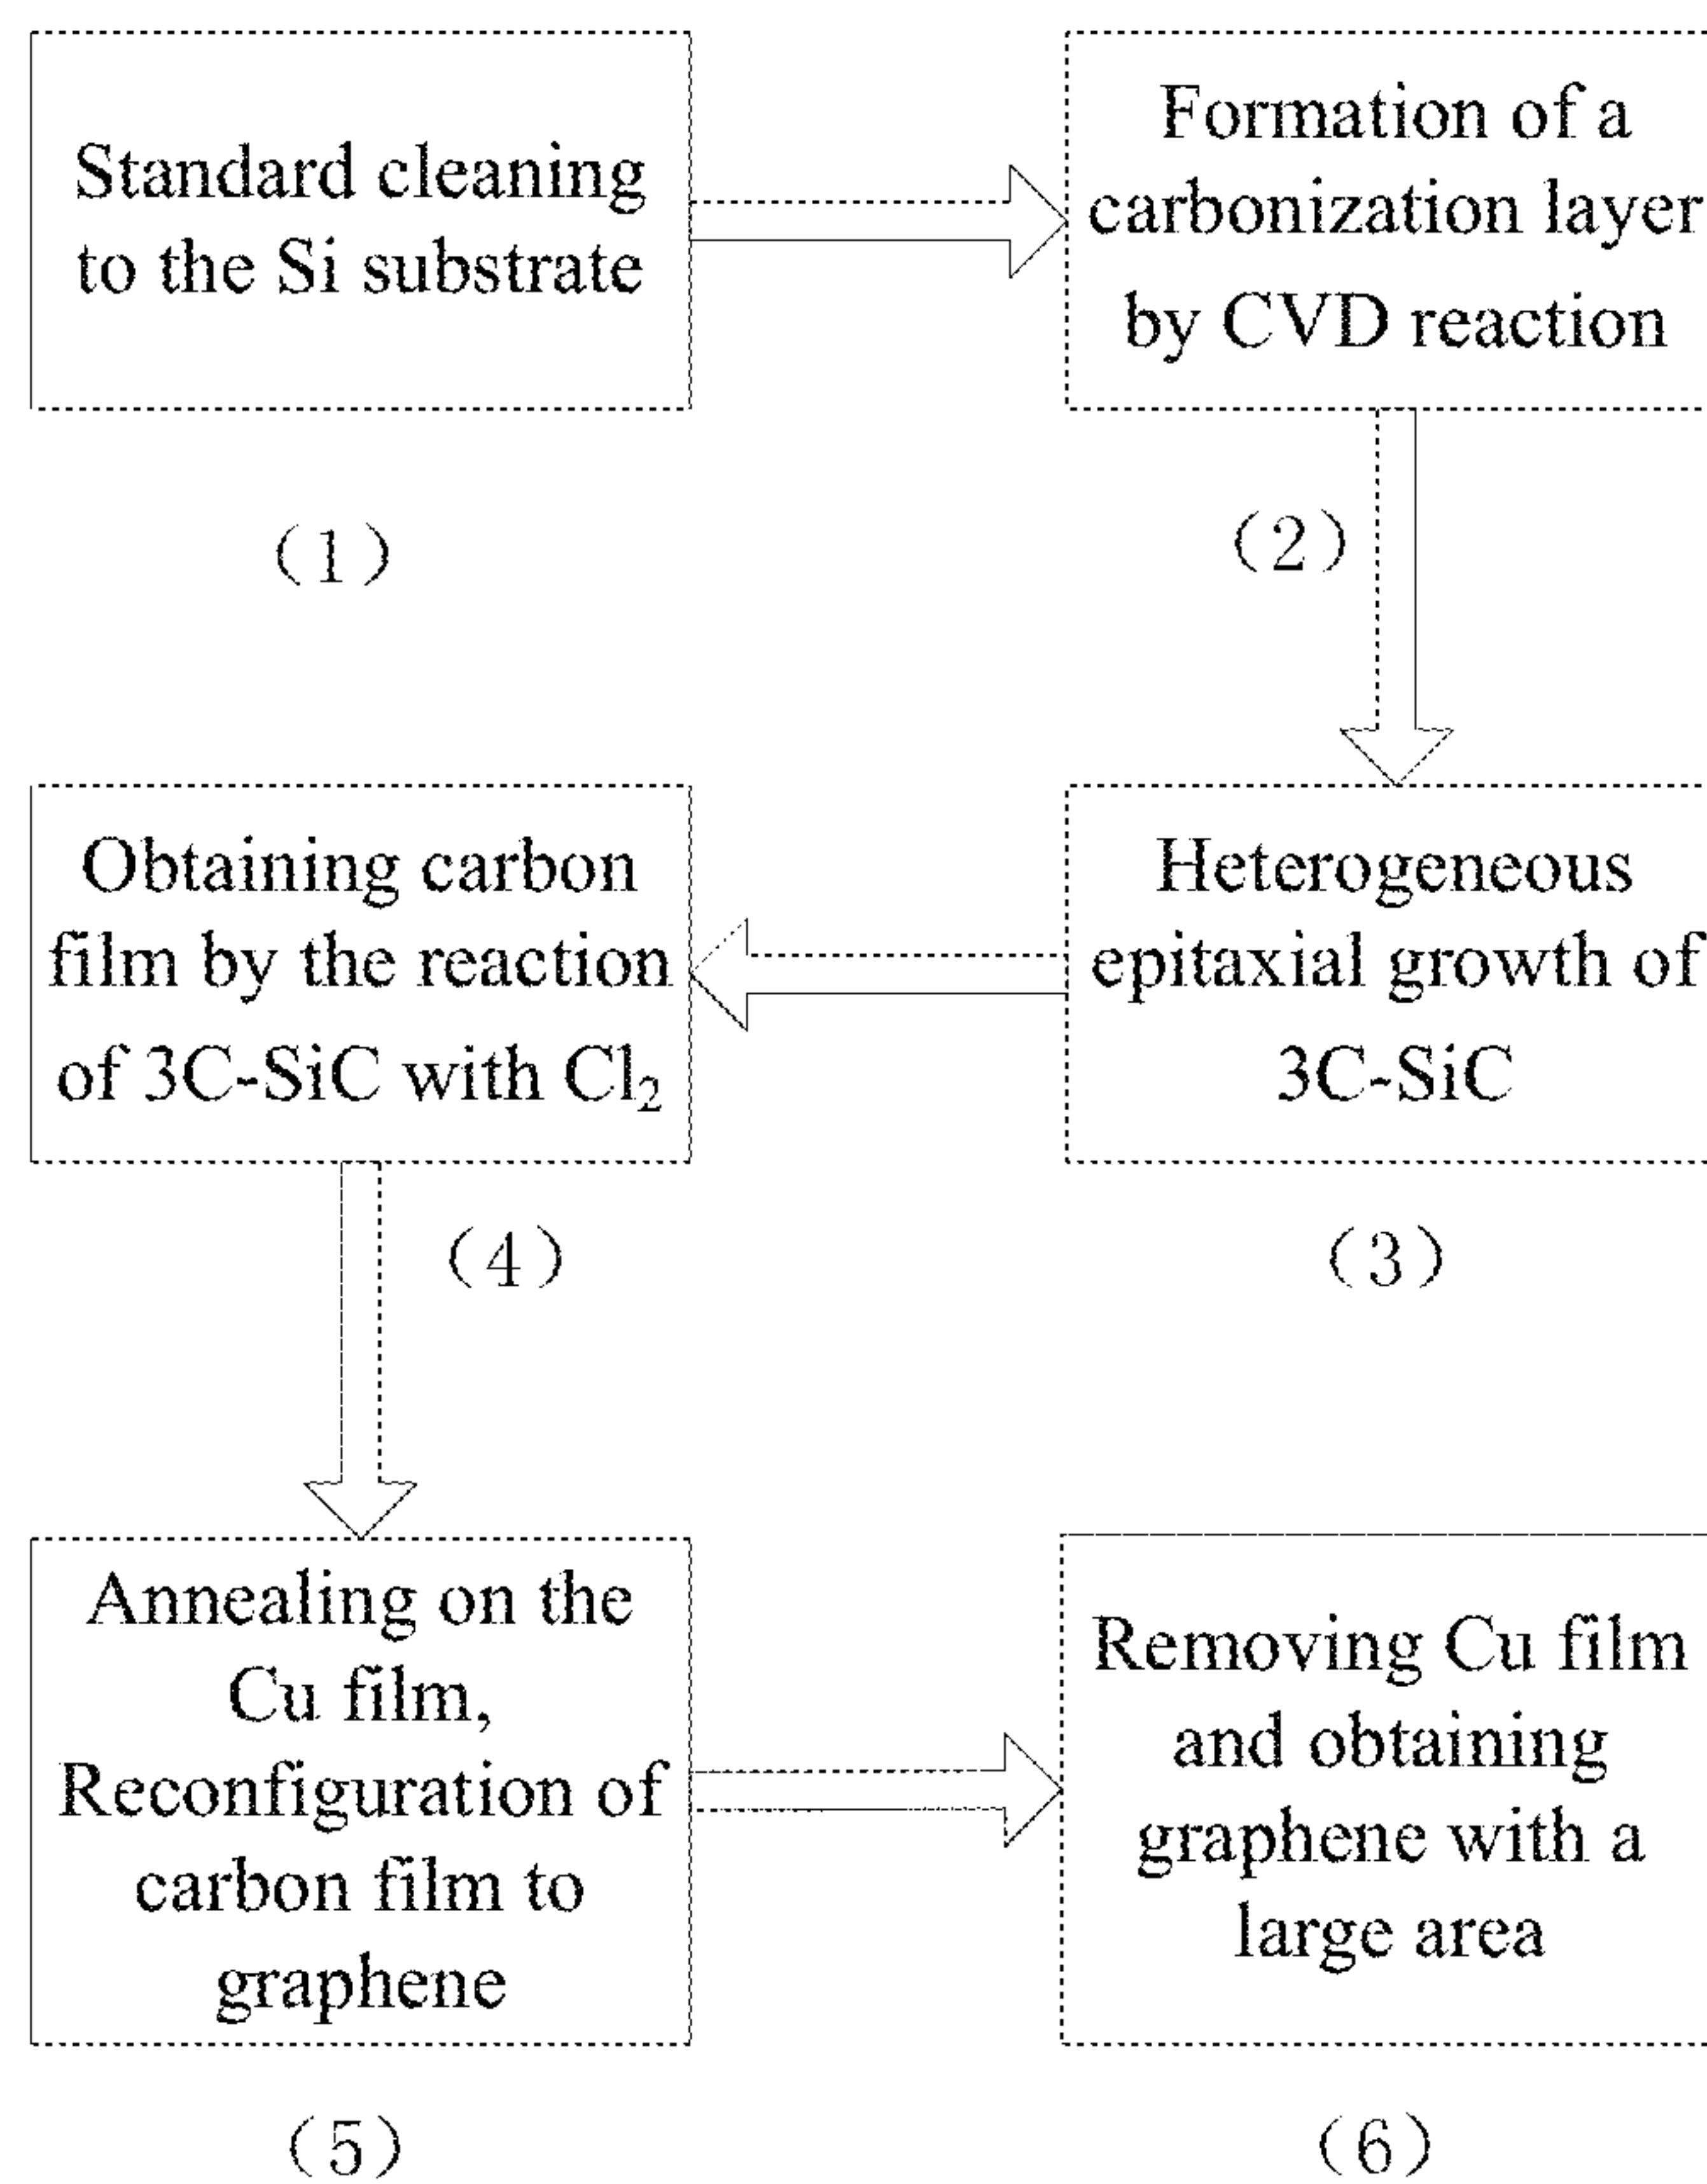 Standard cleaning
to the Si substrate
(1)
Formation of a
carbonization layer
by CVD reaction
(2)
Heterogeneous
epitaxial growth of
3C-SiC
(3)
Obtaining carbon
film by the reaction
of 3C-SiC with Cl₂
(4)
Annealing on the
Cu film,
Reconfiguration of
carbon film to
graphene
(5)
Removing Cu film
and obtaining
graphene with a
large area
(6)